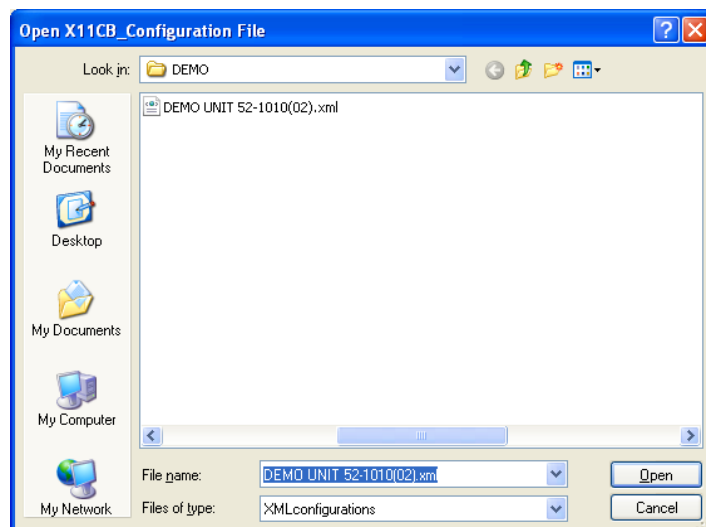 Open X11CB_Configuration File
Look in: DEMO
DEMO UNIT 52-1010(02).xml
My Recent
Documents
Desktop
My Documents
My Computer
My Network
File name: DEMO UNIT 52-1010(02).xml Open
Files of type: XMLconfigurations Cancel